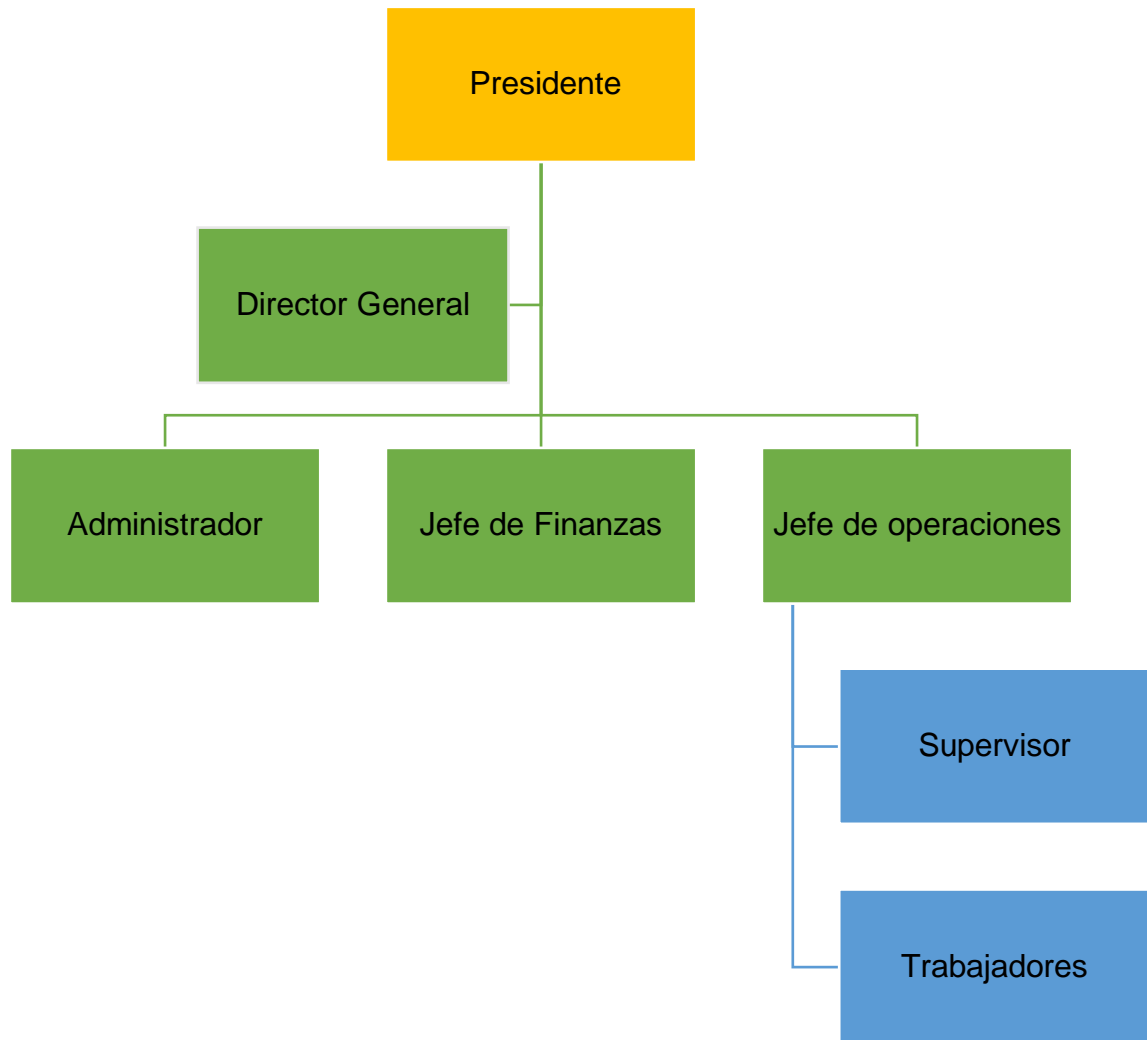 Presidente
Director General
Administrador
Jefe de Finanzas
Jefe de operaciones
Supervisor
Trabajadores